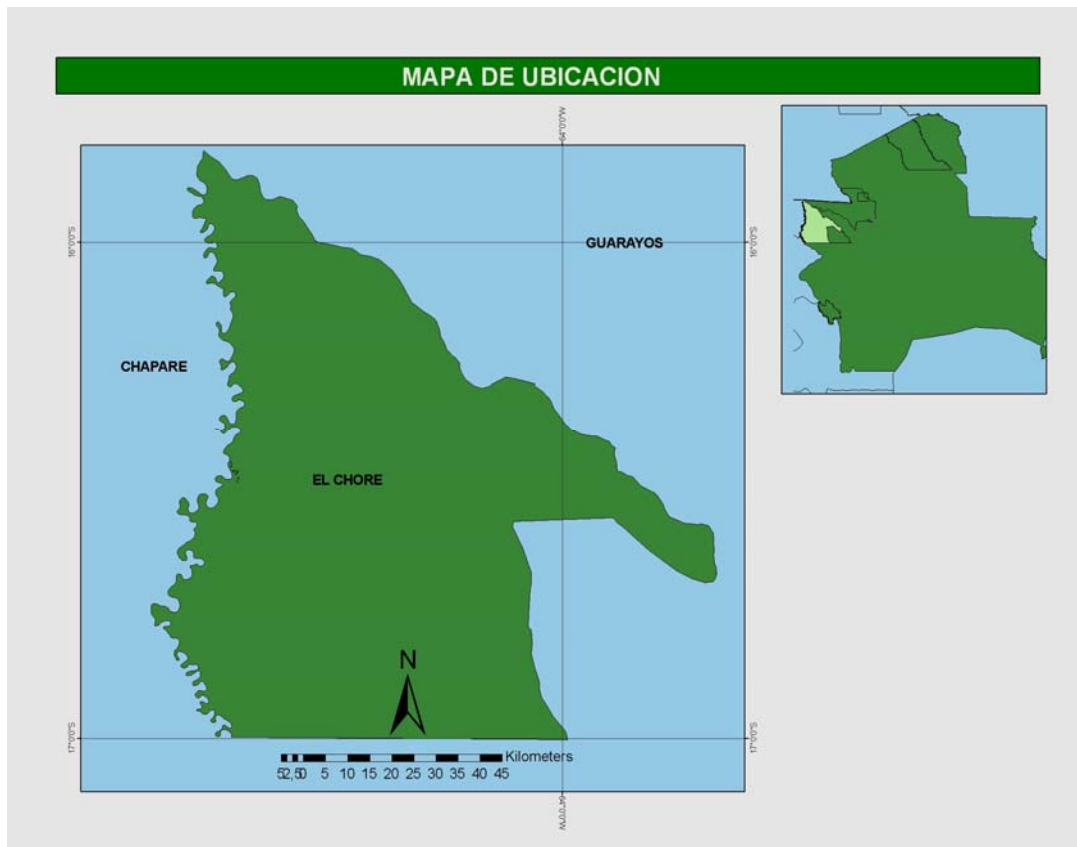 MAPA DE UBICACION
64°0'0"W
16°0'0"S
16°0'0"S
GUARAYOS
CHAPARE
EL CHORE
N
17°0'0"S
17°0'0"S
Kilometers
5 2,5 0 5 10 15 20 25 30 35 40 45
64°0'0"W